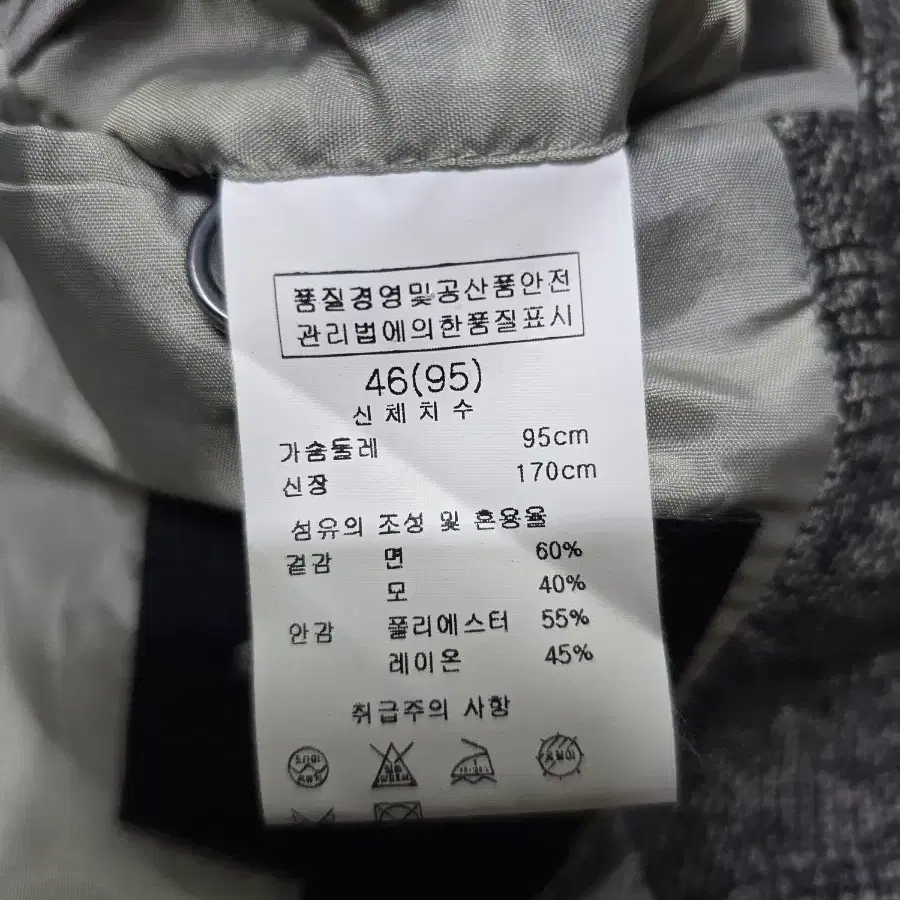 품질경영및공산품안전
관리법에의한품질표시
46(95)
신체치수
가슴둘레 95cm
신장 170cm
섬유의 조성 및 혼용율
겉감 면 60%
모 40%
안감 폴리에스터 55%
레이온 45%
취급주의 사항
드라이